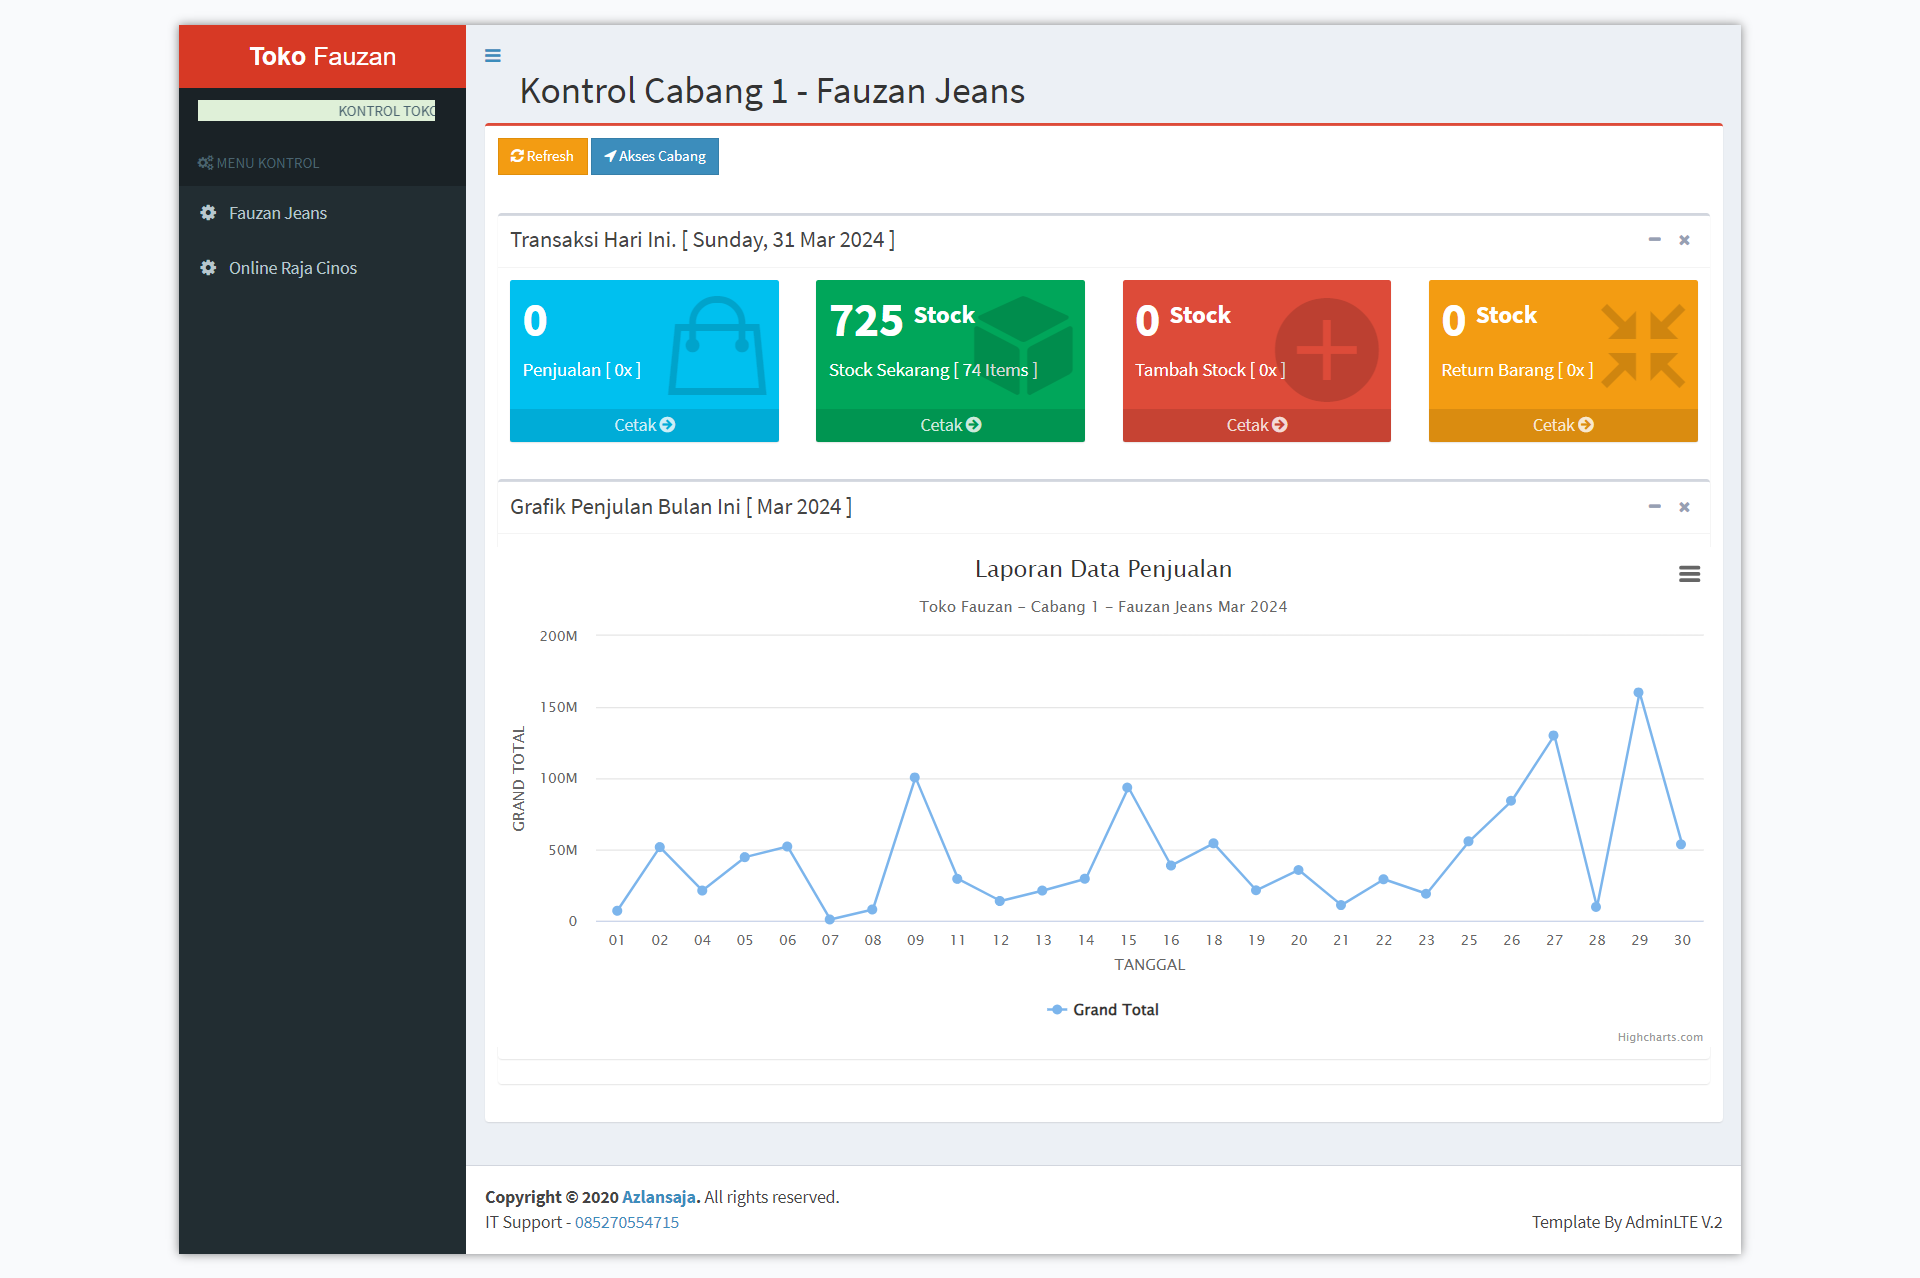 Toko Fauzan
KONTROL TOKO
MENU KONTROL
Fauzan Jeans
Online Raja Cinos
Kontrol Cabang 1 - Fauzan Jeans
Refresh Akses Cabang
Transaksi Hari Ini. [ Sunday, 31 Mar 2024 ]
0
Penjualan [ 0x ]
Cetak
725 Stock
Stock Sekarang [ 74 Items ]
Cetak
0 Stock
Tambah Stock [ 0x ]
Cetak
0 Stock
Return Barang [ 0x ]
Cetak
Grafik Penjulan Bulan Ini [ Mar 2024 ]
Laporan Data Penjualan
Toko Fauzan - Cabang 1 - Fauzan Jeans Mar 2024
GRAND TOTAL
200M
150M
100M
50M
0
01 02 04 05 06 07 08 09 11 12 13 14 15 16 18 19 20 21 22 23 25 26 27 28 29 30
TANGGAL
Grand Total
Highcharts.com
Copyright © 2020 Azlansaja. All rights reserved.
IT Support - 085270554715
Template By AdminLTE V.2